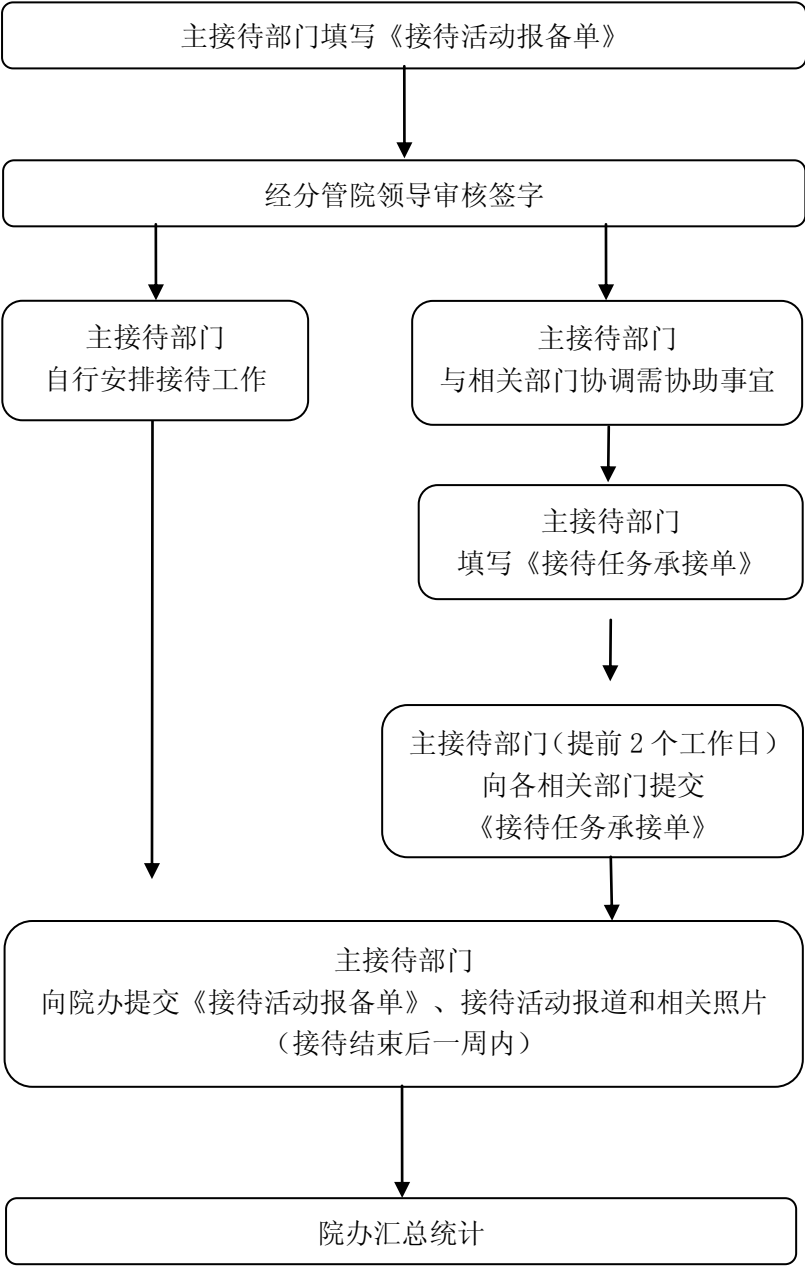 主接待部门填写《接待活动报备单》
经分管院领导审核签字
主接待部门
自行安排接待工作
主接待部门
与相关部门协调需协助事宜
主接待部门
填写《接待任务承接单》
主接待部门（提前 2 个工作日）
向各相关部门提交
《接待任务承接单》
主接待部门
向院办提交《接待活动报备单》、接待活动报道和相关照片
（接待结束后一周内）
院办汇总统计